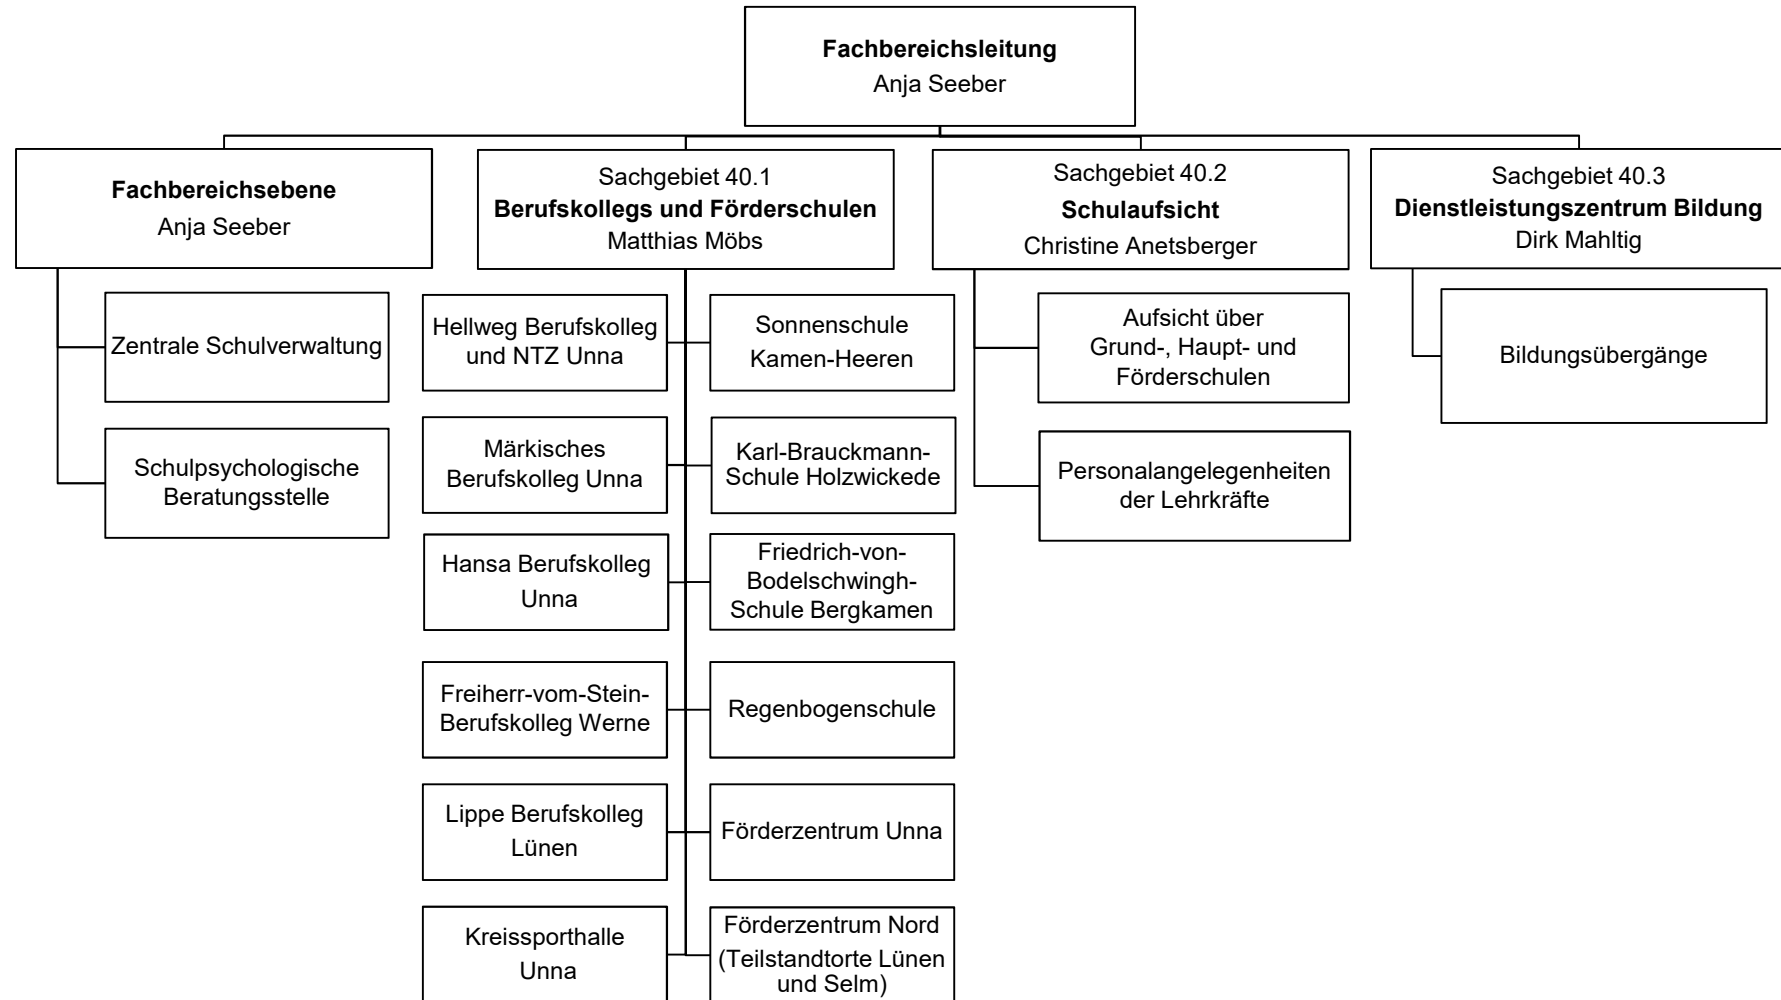 Fachbereichsleitung
Anja Seeber
Fachbereichsebene
Anja Seeber
Sachgebiet 40.1
Berufskollegs und Förderschulen
Matthias Möbs
Sachgebiet 40.2
Schulaufsicht
Christine Anetsberger
Sachgebiet 40.3
Dienstleistungszentrum Bildung
Dirk Mahltig
Zentrale Schulverwaltung
Schulpsychologische
Beratungsstelle
Hellweg Berufskolleg
und NTZ Unna
Märkisches
Berufskolleg Unna
Hansa Berufskolleg
Unna
Freiherr-vom-Stein-
Berufskolleg Werne
Lippe Berufskolleg
Lünen
Kreissporthalle
Unna
Sonnenschule
Kamen-Heeren
Karl-Brauckmann-
Schule Holzwickede
Friedrich-von-
Bodelschwingh-
Schule Bergkamen
Regenbogenschule
Förderzentrum Unna
Förderzentrum Nord
(Teilstandtorte Lünen
und Selm)
Aufsicht über
Grund-, Haupt- und
Förderschulen
Personalangelegenheiten
der Lehrkräfte
Bildungsübergänge